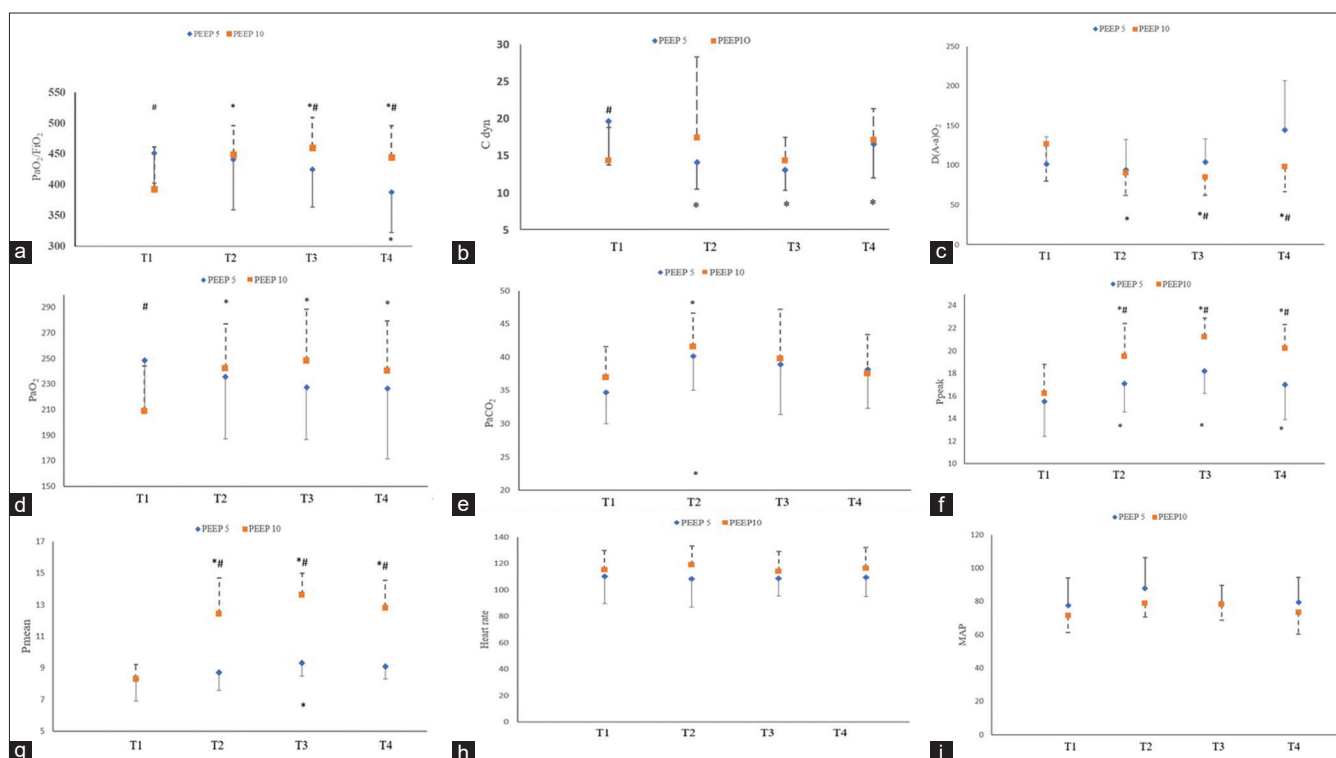 PEEP 5 PEEP 10
PaO2/FiO2
550
500
450
400
350
300
# * *# *#
*
T1 T2 T3 T4
a
PEEP 5 PEEP1O
C dyn
30
25
20
15
10
5
#
* * *
T1 T2 T3 T4
b
PEEP 5 PEEP 10
D(A-a)O2
250
200
150
100
50
0
* *# *#
T1 T2 T3 T4
c
PEEP 5 PEEP 10
PaO2
290
270
250
230
210
190
170
150
# * * *
T1 T2 T3 T4
d
PEEP 5 PEEP 10
PaCO2
50
45
40
35
30
25
20
*
*
T1 T2 T3 T4
e
PEEP 5 PEEP10
Ppeak
24
22
20
18
16
14
12
10
*# *# *#
* * *
T1 T2 T3 T4
f
PEEP 5 PEEP 10
Pmean
17
15
13
11
9
7
5
*# *# *#
*
T1 T2 T3 T4
g
PEEP 5 PEEP10
Heart rate
140
120
100
80
60
40
20
0
T1 T2 T3 T4
h
PEEP 5 PEEP10
MAP
120
100
80
60
40
20
0
T1 T2 T3 T4
i